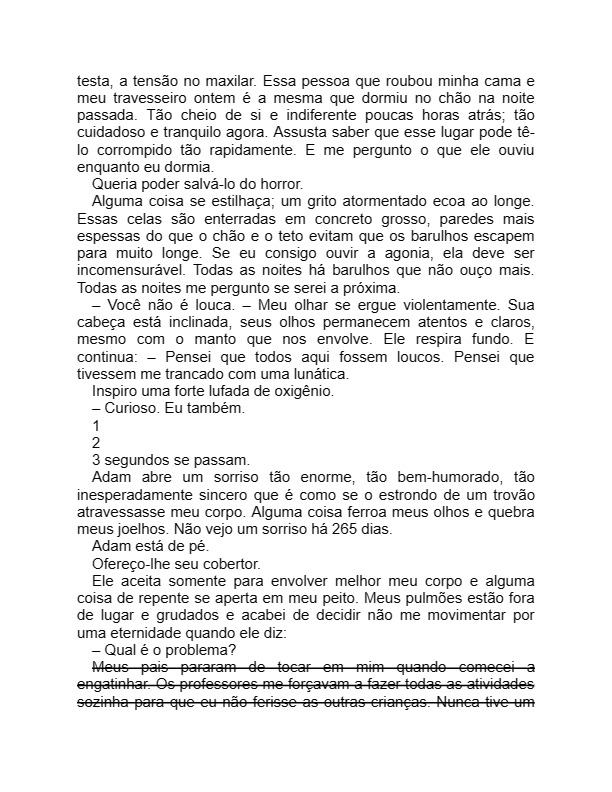 testa, a tensão no maxilar. Essa pessoa que roubou minha cama e
meu travesseiro ontem é a mesma que dormiu no chão na noite
passada. Tão cheio de si e indiferente poucas horas atrás; tão
cuidadoso e tranquilo agora. Assusta saber que esse lugar pode tê-
lo corrompido tão rapidamente. E me pergunto o que ele ouviu
enquanto eu dormia.
Queria poder salvá-lo do horror.
Alguma coisa se estilhaça; um grito atormentado ecoa ao longe.
Essas celas são enterradas em concreto grosso, paredes mais
espessas do que o chão e o teto evitam que os barulhos escapem
para muito longe. Se eu consigo ouvir a agonia, ela deve ser
incomensurável. Todas as noites há barulhos que não ouço mais.
Todas as noites me pergunto se serei a próxima.
– Você não é louca. – Meu olhar se ergue violentamente. Sua
cabeça está inclinada, seus olhos permanecem atentos e claros,
mesmo com o manto que nos envolve. Ele respira fundo. E
continua: – Pensei que todos aqui fossem loucos. Pensei que
tivessem me trancado com uma lunática.
Inspiro uma forte lufada de oxigênio.
– Curioso. Eu também.
1
2
3 segundos se passam.
Adam abre um sorriso tão enorme, tão bem-humorado, tão
inesperadamente sincero que é como se o estrondo de um trovão
atravessasse meu corpo. Alguma coisa ferroa meus olhos e quebra
meus joelhos. Não vejo um sorriso há 265 dias.
Adam está de pé.
Ofereço-lhe seu cobertor.
Ele aceita somente para envolver melhor meu corpo e alguma
coisa de repente se aperta em meu peito. Meus pulmões estão fora
de lugar e grudados e acabei de decidir não me movimentar por
uma eternidade quando ele diz:
– Qual é o problema?
Meus pais pararam de tocar em mim quando comecei a
engatinhar. Os professores me forçavam a fazer todas as atividades
sozinha para que eu não ferisse as outras crianças. Nunca tive um